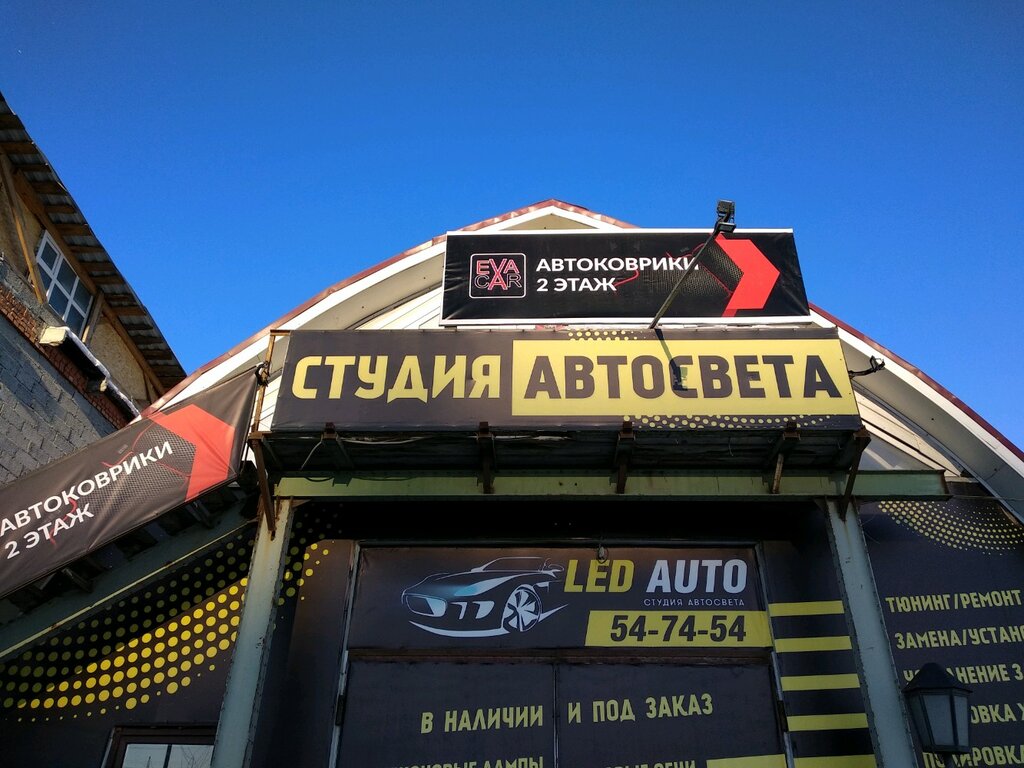 EVA
CAR
АВТОКОВРИКИ
2 ЭТАЖ
СТУДИЯ АВТОСВЕТА
АВТОКОВРИКИ
2 ЭТАЖ
LED AUTO
СТУДИЯ АВТОСВЕТА
54-74-54
В НАЛИЧИИ И ПОД ЗАКАЗ
ЛАМПЫ
ТЮНИНГ/РЕМОНТ